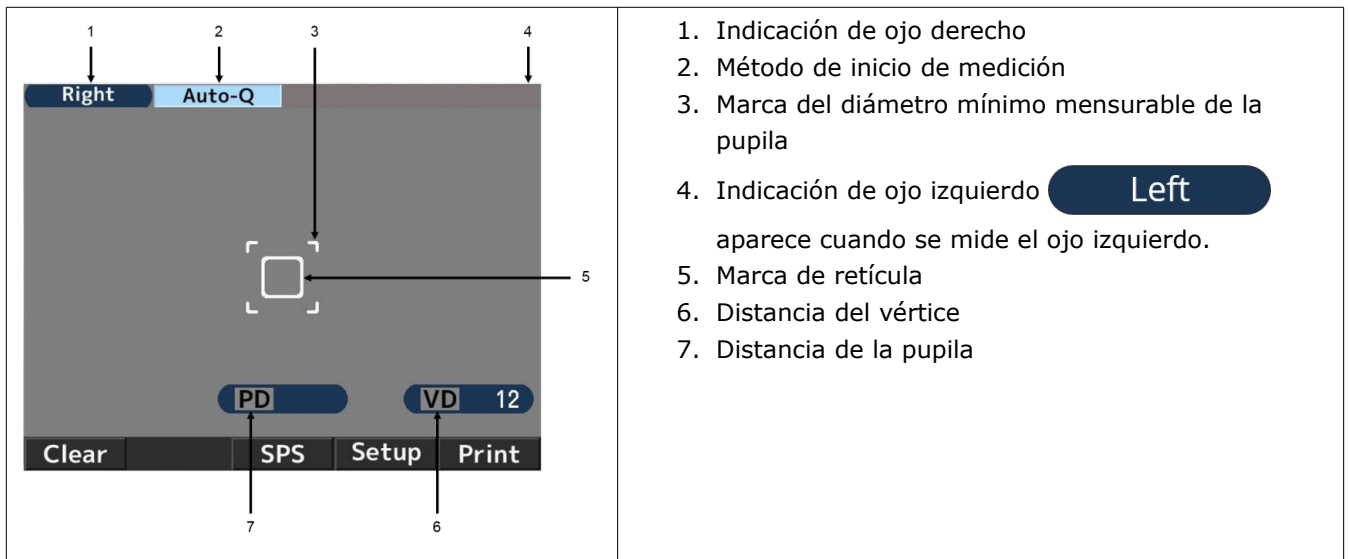 1 2 3 4
Right Auto-Q
5
PD VD 12
Clear SPS Setup Print
7 6
1. Indicación de ojo derecho
2. Método de inicio de medición
3. Marca del diámetro mínimo mensurable de la
pupila
4. Indicación de ojo izquierdo Left
aparece cuando se mide el ojo izquierdo.
5. Marca de retícula
6. Distancia del vértice
7. Distancia de la pupila